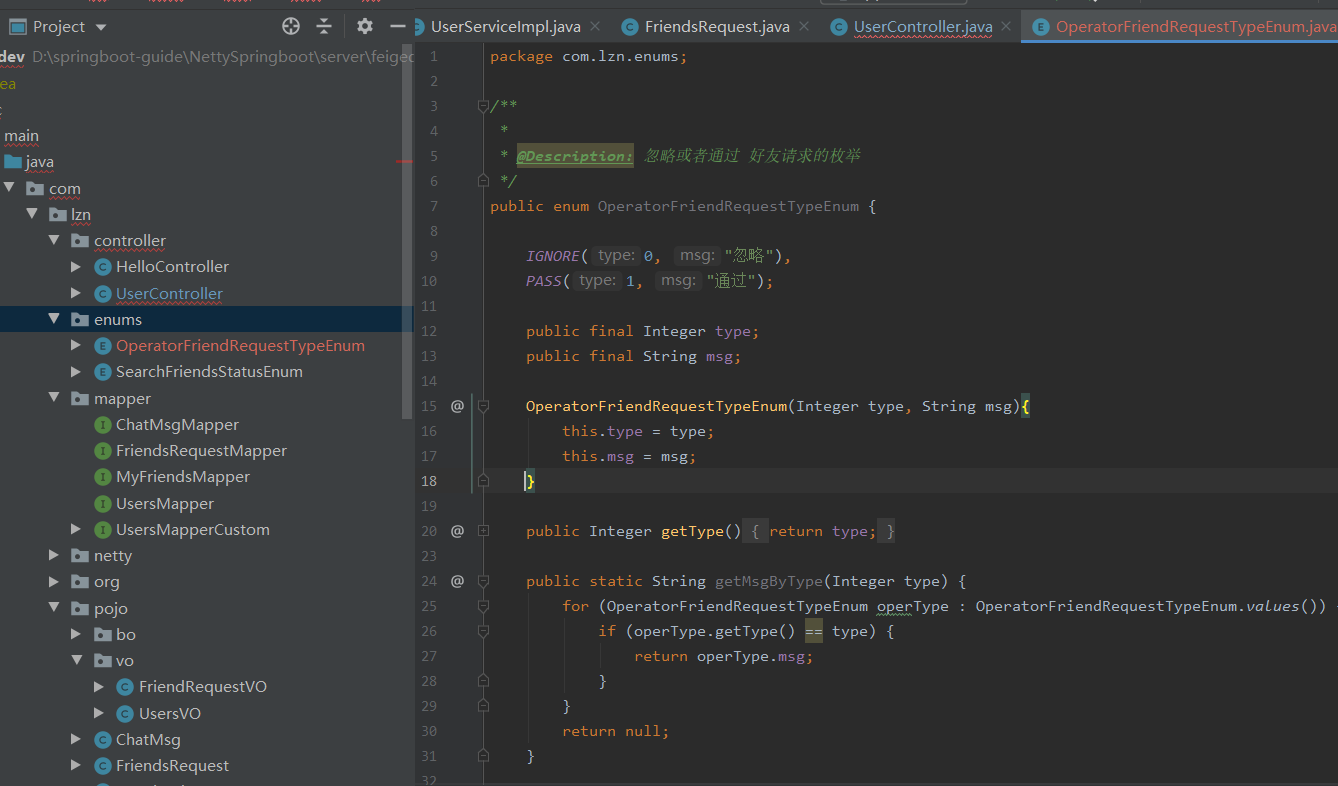 Project
UserServiceImpl.java
FriendsRequest.java
UserController.java
OperatorFriendRequestTypeEnum.java
dev D:\springboot-guide\NettySpringboot\server\feiged
ea
main
java
com
lzn
controller
HelloController
UserController
enums
OperatorFriendRequestTypeEnum
SearchFriendsStatusEnum
mapper
ChatMsgMapper
FriendsRequestMapper
MyFriendsMapper
UsersMapper
UsersMapperCustom
netty
org
pojo
bo
vo
FriendRequestVO
UsersVO
ChatMsg
FriendsRequest
1 package com.lzn.enums;
2
3 /**
4 *
5 * @Description: 忽略或者通过 好友请求的枚举
6 */
7 public enum OperatorFriendRequestTypeEnum {
8
9 IGNORE( type: 0, msg: "忽略"),
10 PASS( type: 1, msg: "通过");
11
12 public final Integer type;
13 public final String msg;
14
15 @ OperatorFriendRequestTypeEnum(Integer type, String msg){
16 this.type = type;
17 this.msg = msg;
18 }
19
20 @ public Integer getType() { return type; }
23
24 @ public static String getMsgByType(Integer type) {
25 for (OperatorFriendRequestTypeEnum operType : OperatorFriendRequestTypeEnum.values())
26 if (operType.getType() == type) {
27 return operType.msg;
28 }
29 }
30 return null;
31 }
32